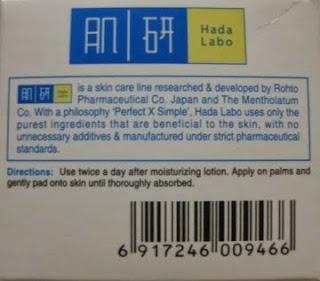 肌研 Hada
Labo
肌研 Hada Labo is a skin care line researched & developed by Rohto
Pharmaceutical Co. Japan and The Mentholatum
Co. With a philosophy 'Perfect X Simple', Hada Labo uses only the
purest ingredients that are beneficial to the skin, with no
unnecessary additives & manufactured under strict pharmaceutical
standards.
Directions: Use twice a day after moisturizing lotion. Apply on palms and
gently pad onto skin until thoroughly absorbed.
6 917246 009466